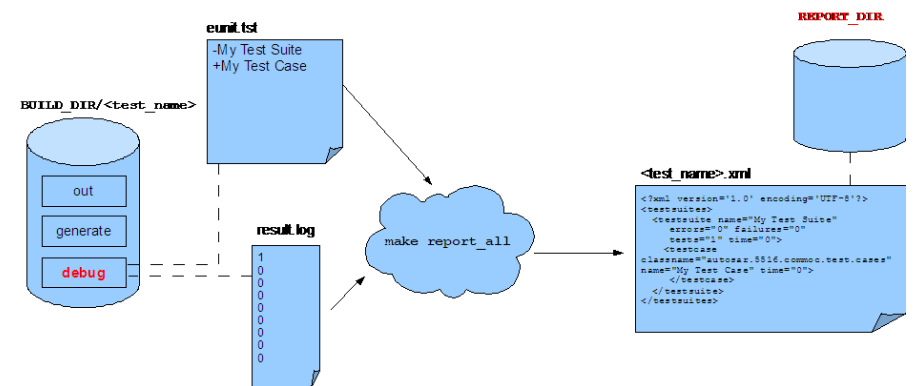 REPORT_DIR
eunit.tst
-My Test Suite
+My Test Case
BUILD_DIR/<test_name>
out
generate
debug
result.log
1
0
0
0
0
0
0
0
0
make report_all
<test_name>.xml
<?xml version='1.0' encoding='UTF-8'?>
<testsuites>
<testsuite name="My Test Suite"
errors="0" failures="0"
tests="1" time="0">
<testcase
classname="autosar.5516.commoc.test.cases"
name="My Test Case" time="0">
</testcase>
</testsuite>
</testsuites>